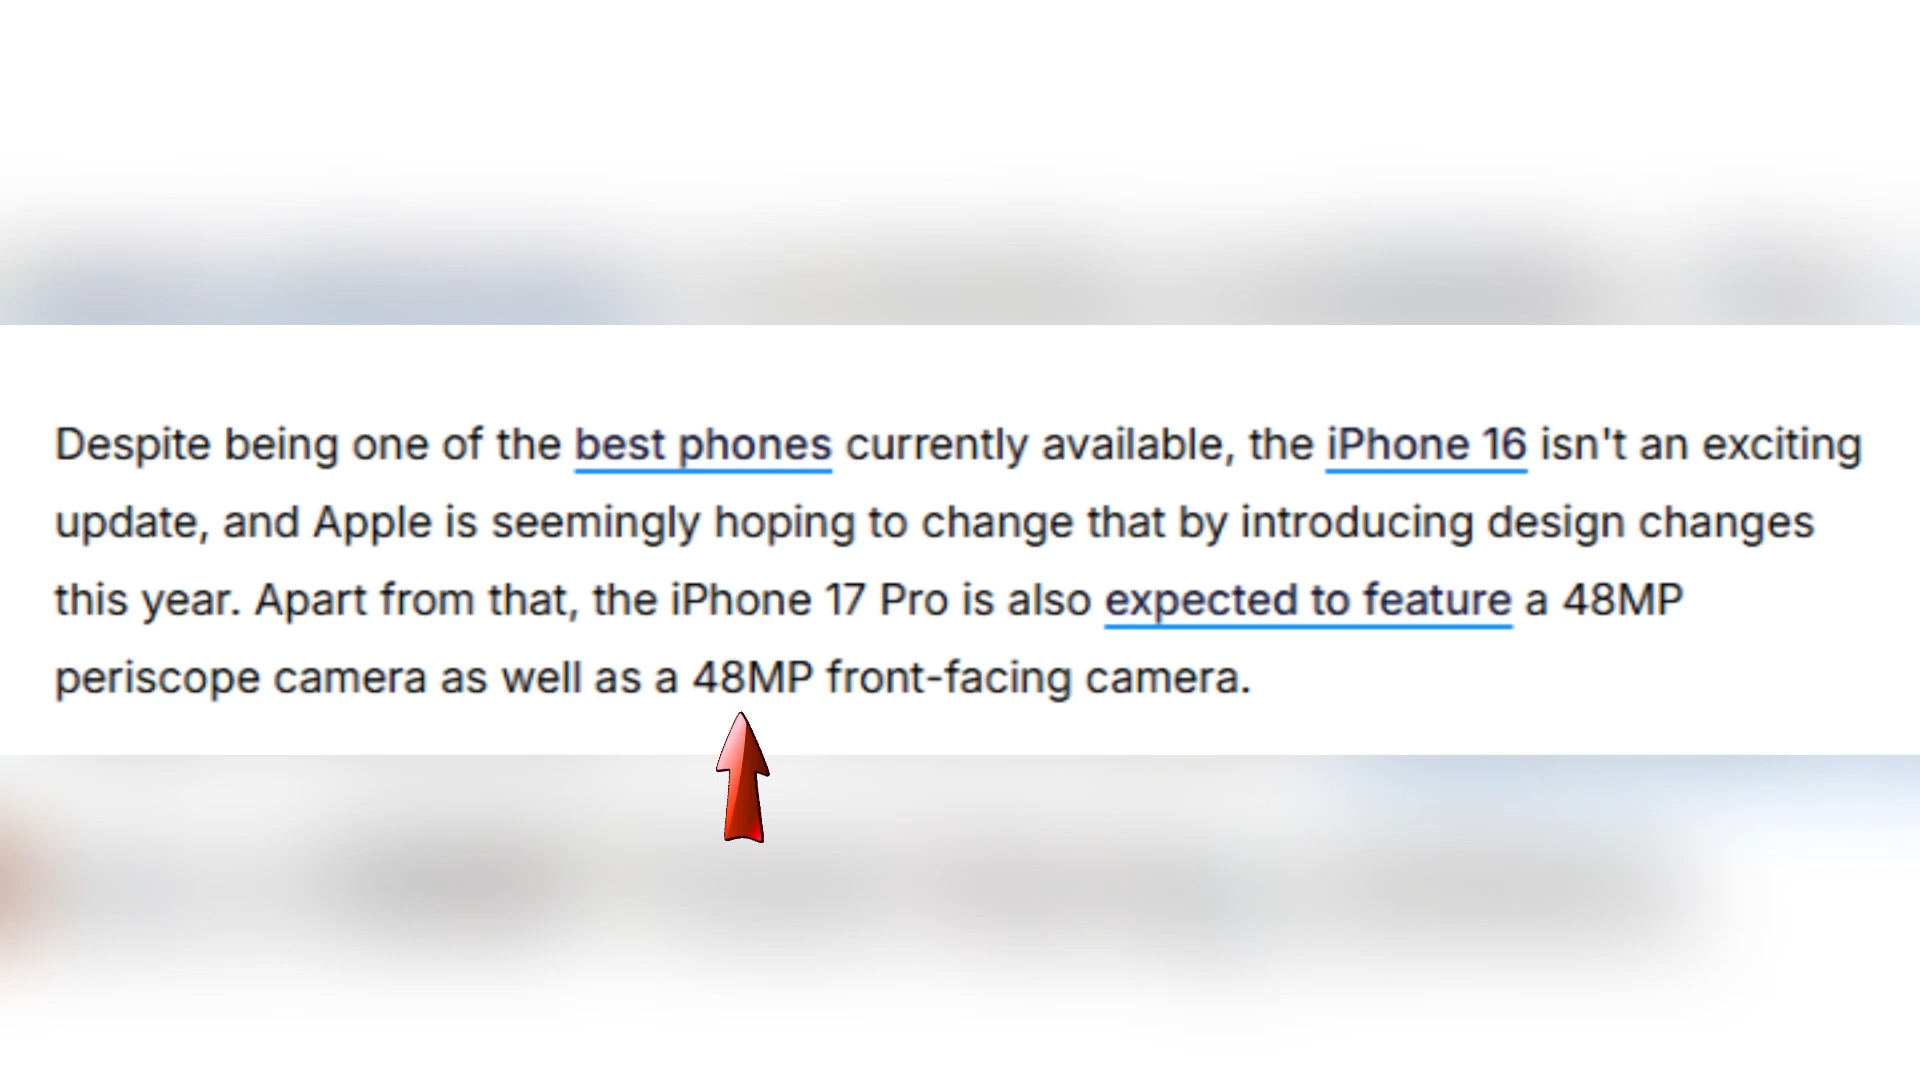 Despite being one of the best phones currently available, the iPhone 16 isn't an exciting
update, and Apple is seemingly hoping to change that by introducing design changes
this year. Apart from that, the iPhone 17 Pro is also expected to feature a 48MP
periscope camera as well as a 48MP front-facing camera.